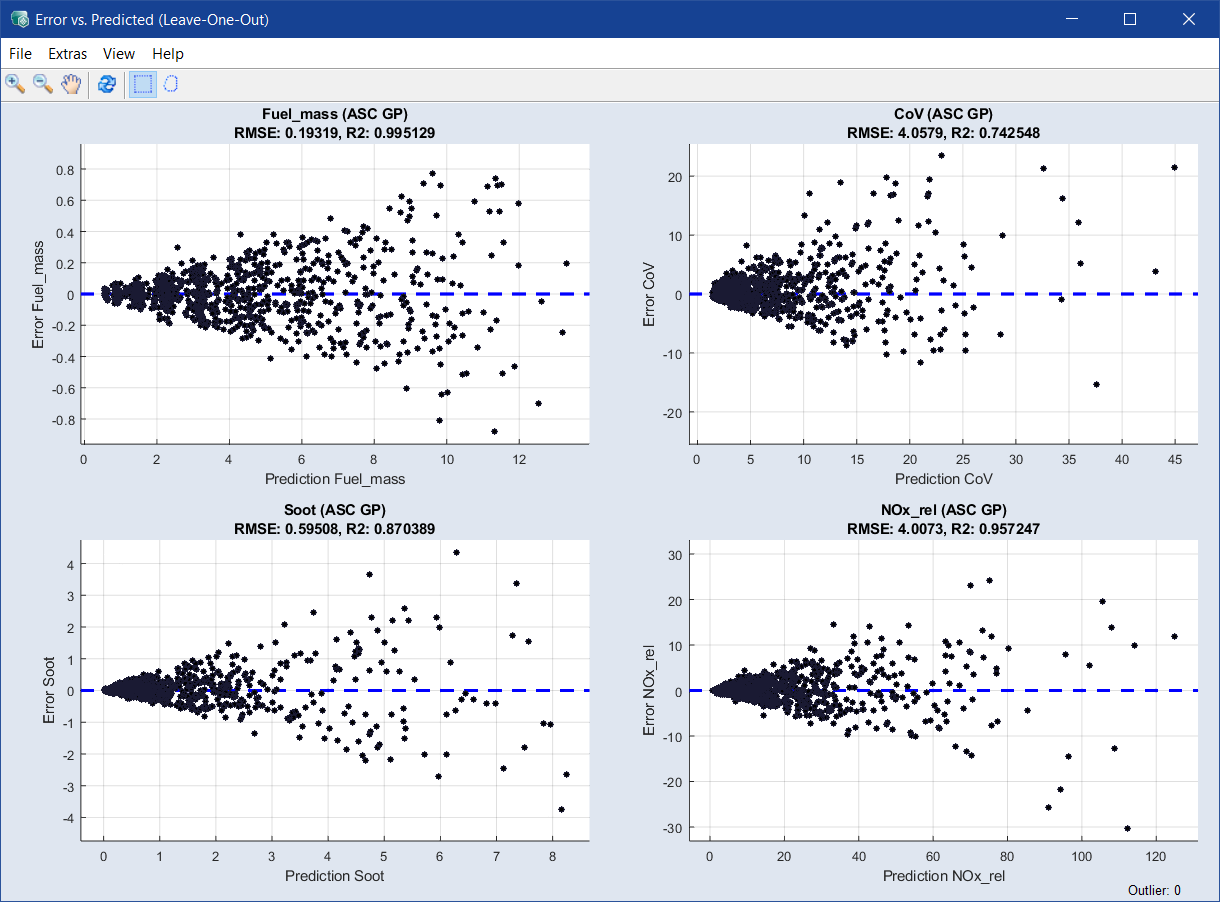 Error vs. Predicted (Leave-One-Out)
File Extras View Help
Fuel_mass (ASC GP)
RMSE: 0.19319, R2: 0.995129
0.8
0.6
0.4
0.2
0
-0.2
-0.4
-0.6
-0.8
Error Fuel_mass
0 2 4 6 8 10 12
Prediction Fuel_mass
CoV (ASC GP)
RMSE: 4.0579, R2: 0.742548
20
10
0
-10
-20
Error CoV
0 5 10 15 20 25 30 35 40 45
Prediction CoV
Soot (ASC GP)
RMSE: 0.59508, R2: 0.870389
4
3
2
1
0
-1
-2
-3
-4
Error Soot
0 1 2 3 4 5 6 7 8
Prediction Soot
NOx_rel (ASC GP)
RMSE: 4.0073, R2: 0.957247
30
20
10
0
-10
-20
-30
Error NOx_rel
0 20 40 60 80 100 120
Prediction NOx_rel
Outlier: 0